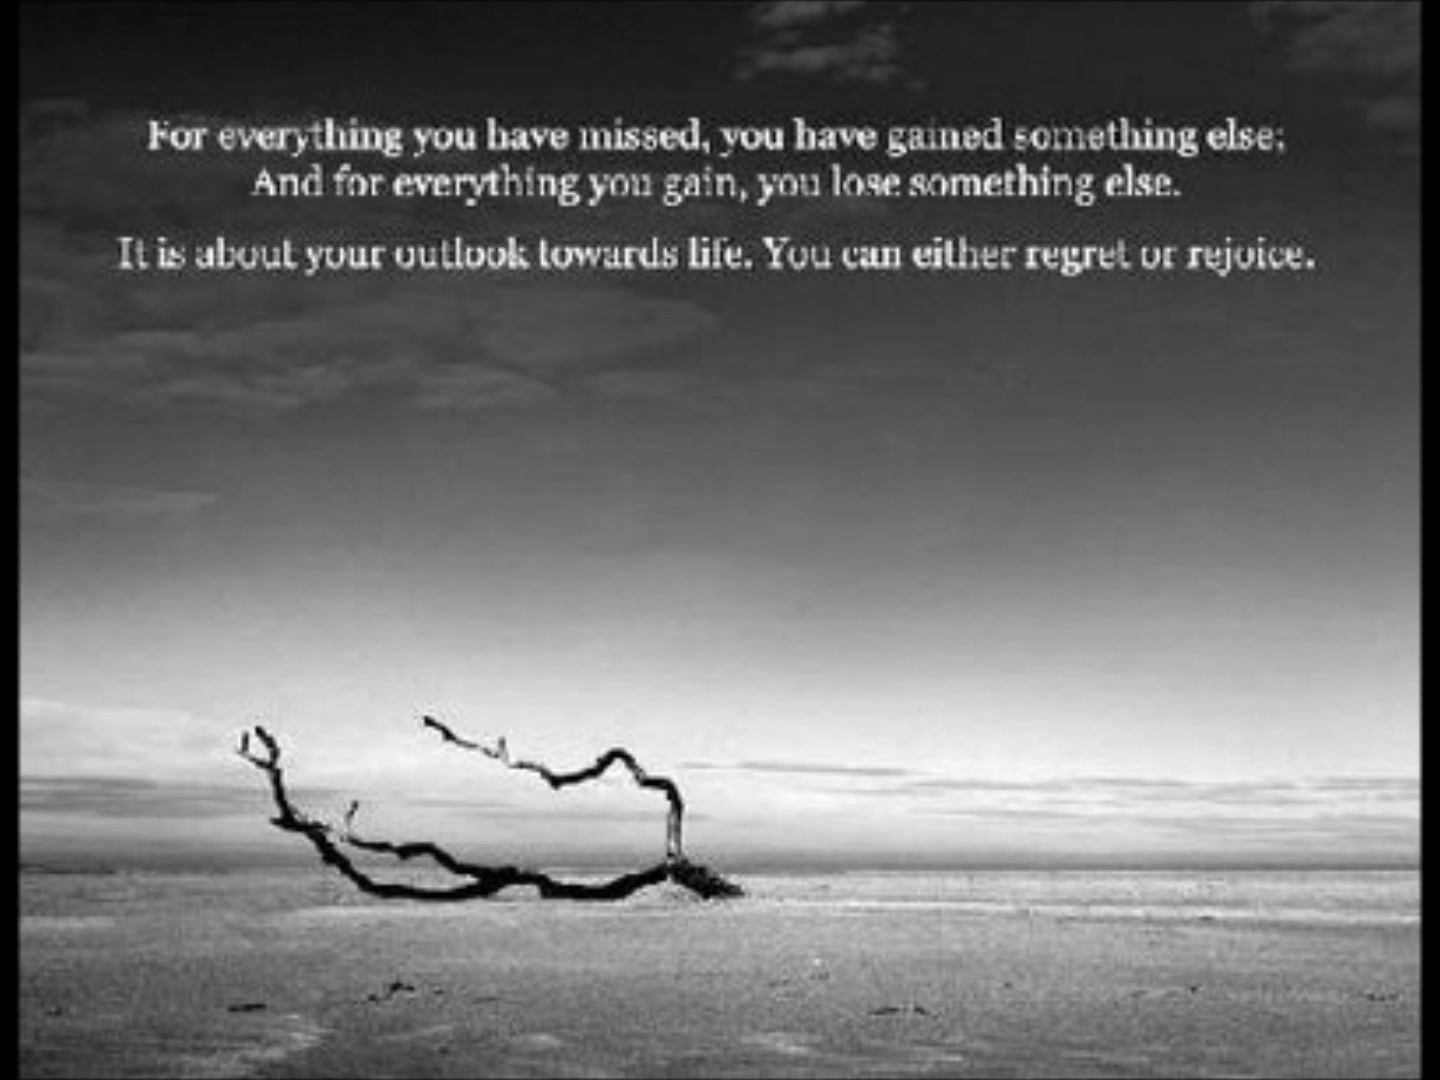 For everything you have missed, you have gained something else;
And for everything you gain, you lose something else.
It is about your outlook towards life. You can either regret or rejoice.